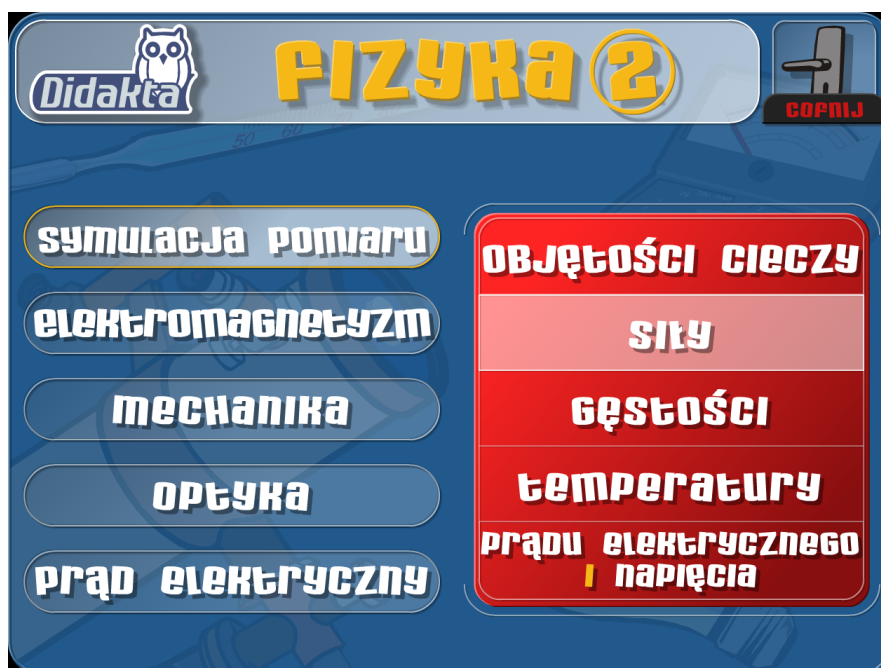 Didakta
FIZYKA 2
COFNIJ
SYMULACJA POMIARU
ELEKTROMAGNETYZM
MECHANIKA
OPTYKA
PRĄD ELEKTRYCZNY
OBJĘTOŚCI CIECZY
SIŁY
GĘSTOŚCI
TEMPERATURY
PRĄDU ELEKTRYCZNEGO
I NAPIĘCIA